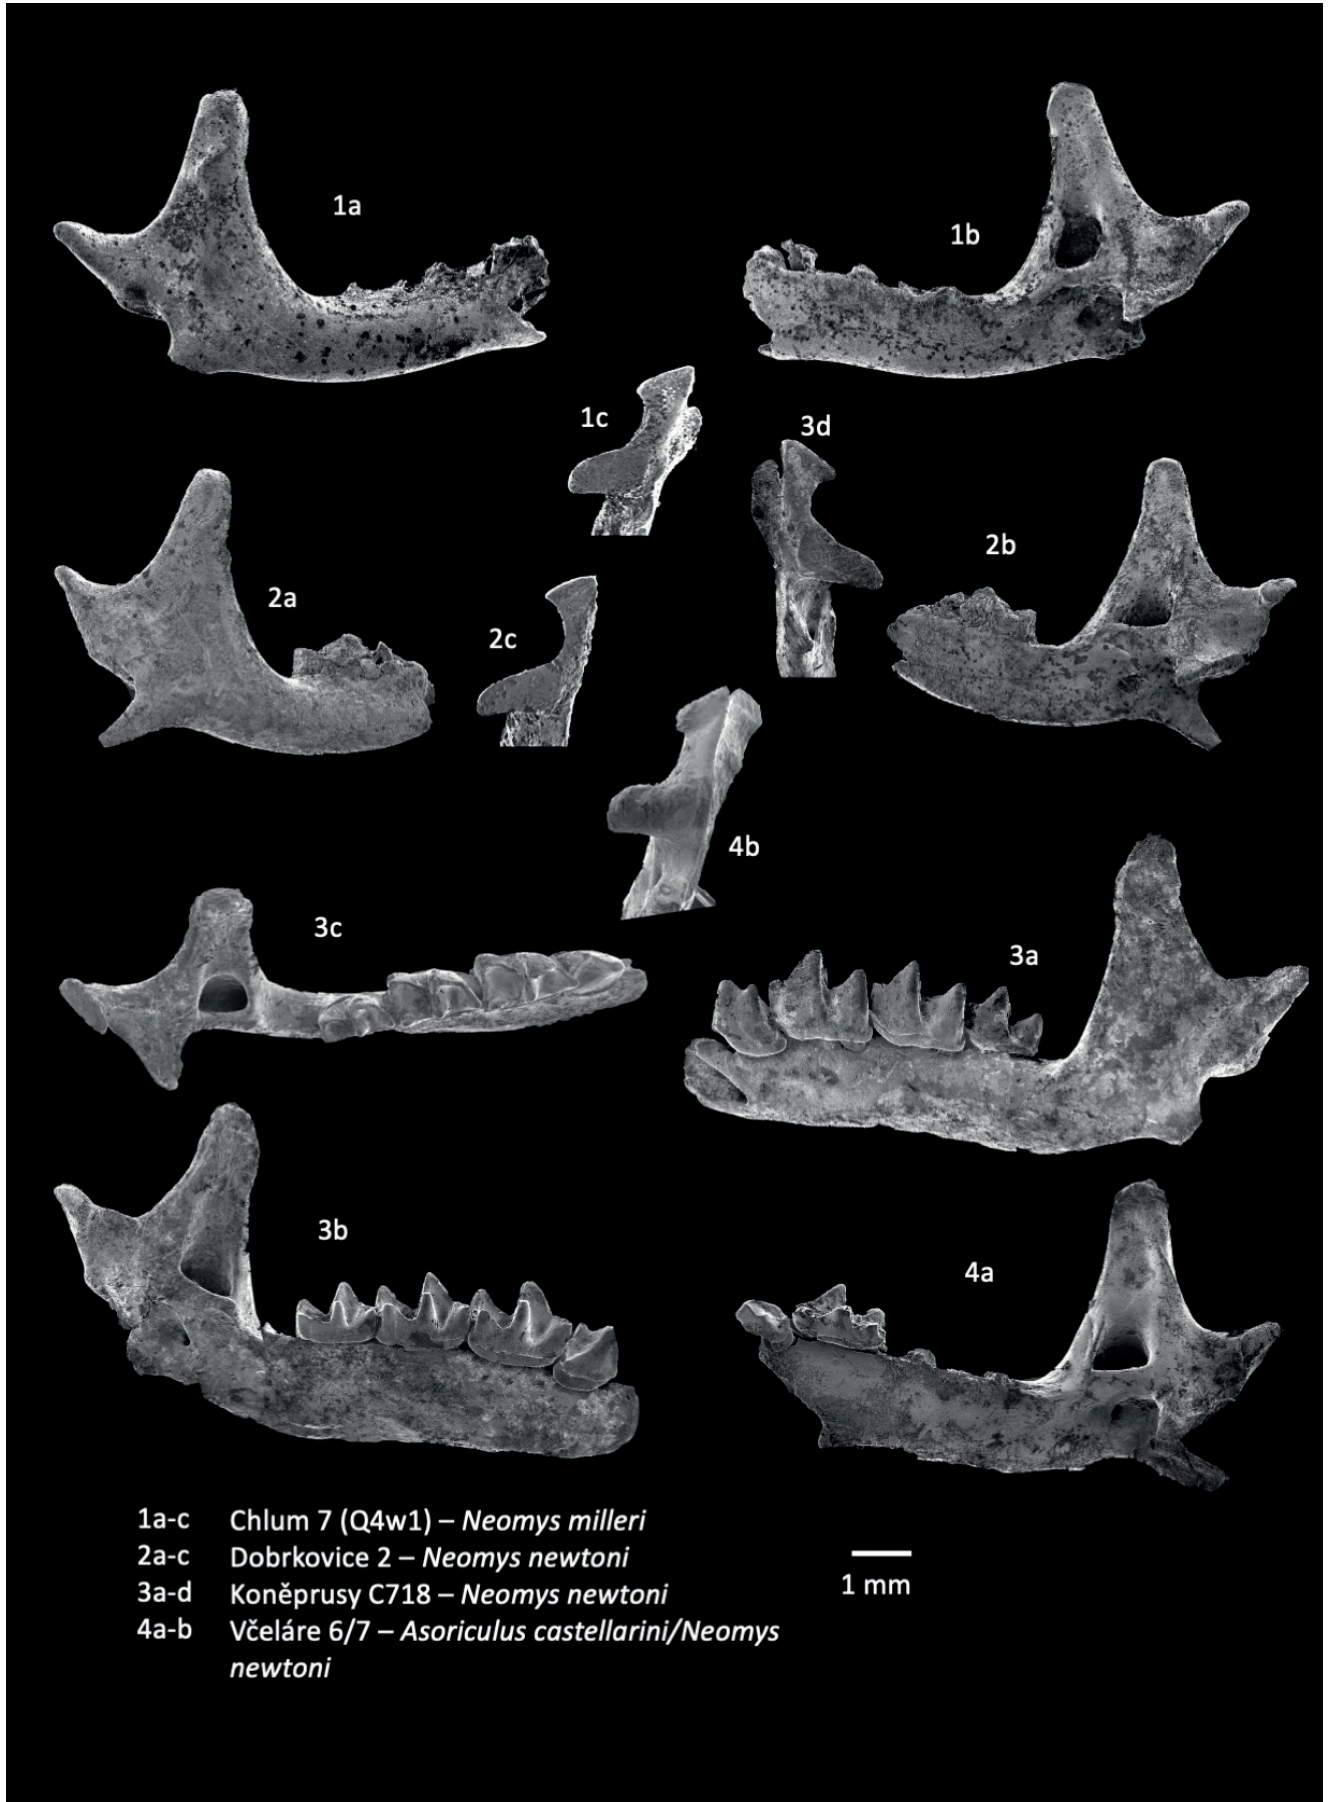 1a
1b
1c
3d
2b
2a
2c
4b
3c
3a
3b
4a
1a-c Chlum 7 (Q4w1) – Neomys milleri
2a-c Dobrkovice 2 – Neomys newtoni
3a-d Koněprusy C718 – Neomys newtoni
4a-b Včeláre 6/7 – Asoriculus castellarini/Neomys
newtoni
1 mm